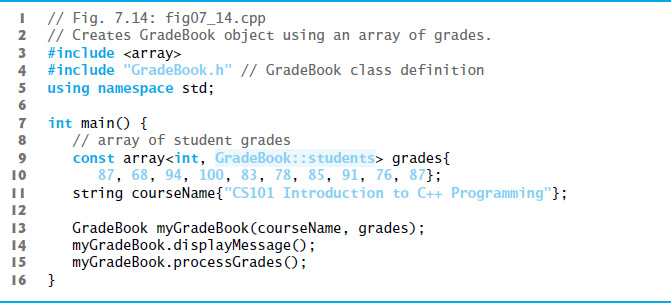 1 // Fig. 7.14: fig07_14.cpp
2 // Creates GradeBook object using an array of grades.
3 #include <array>
4 #include "GradeBook.h" // GradeBook class definition
5 using namespace std;
6
7 int main() {
8    // array of student grades
9    const array<int, GradeBook::students> grades{
10       87, 68, 94, 100, 83, 78, 85, 91, 76, 87};
11    string courseName{"CS101 Introduction to C++ Programming"};
12
13    GradeBook myGradeBook(courseName, grades);
14    myGradeBook.displayMessage();
15    myGradeBook.processGrades();
16 }